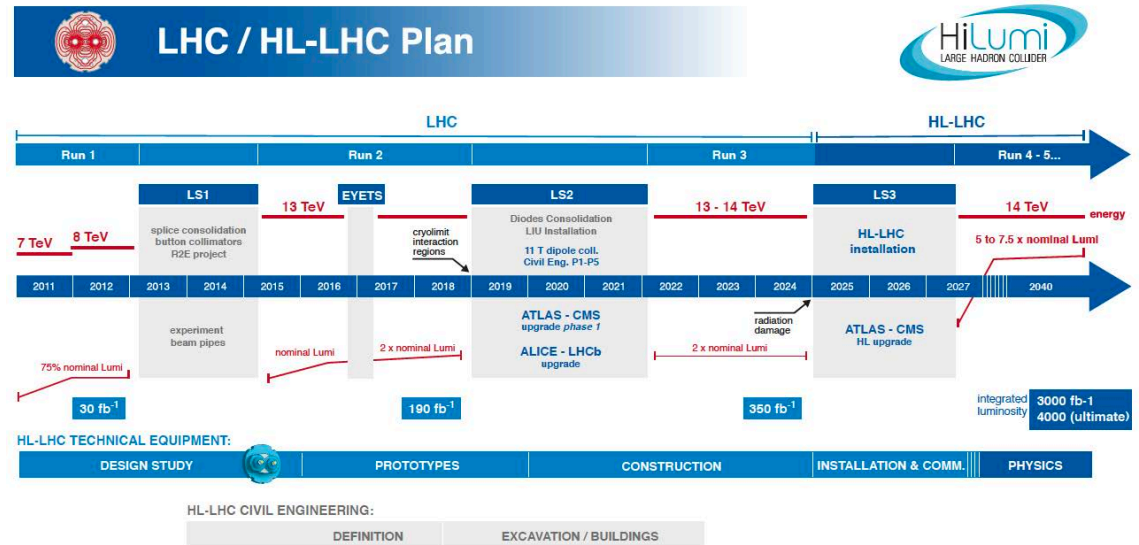 LHC / HL-LHC Plan
HiLumi
LARGE HADRON COLLIDER
LHC
HL-LHC
Run 1
Run 2
Run 3
Run 4 - 5...
LS1
EYETS
LS2
LS3
7 TeV
8 TeV
splice consolidation
button collimators
R2E project
13 TeV
cryolimit
interaction
regions
Diodes Consolidation
LIU Installation
11 T dipole coll.
Civil Eng. P1-P5
13 - 14 TeV
HL-LHC
installation
14 TeV
energy
5 to 7.5 x nominal Lumi
2011 2012 2013 2014 2015 2016 2017 2018 2019 2020 2021 2022 2023 2024 2025 2026 2027 2040
75% nominal Lumi
experiment
beam pipes
nominal Lumi
2 x nominal Lumi
ATLAS - CMS
upgrade phase 1
ALICE - LHCb
upgrade
2 x nominal Lumi
radiation
damage
ATLAS - CMS
HL upgrade
30 fb-1
190 fb-1
350 fb-1
integrated
luminosity
3000 fb-1
4000 (ultimate)
HL-LHC TECHNICAL EQUIPMENT:
DESIGN STUDY
PROTOTYPES
CONSTRUCTION
INSTALLATION & COMM.
PHYSICS
HL-LHC CIVIL ENGINEERING:
DEFINITION
EXCAVATION / BUILDINGS